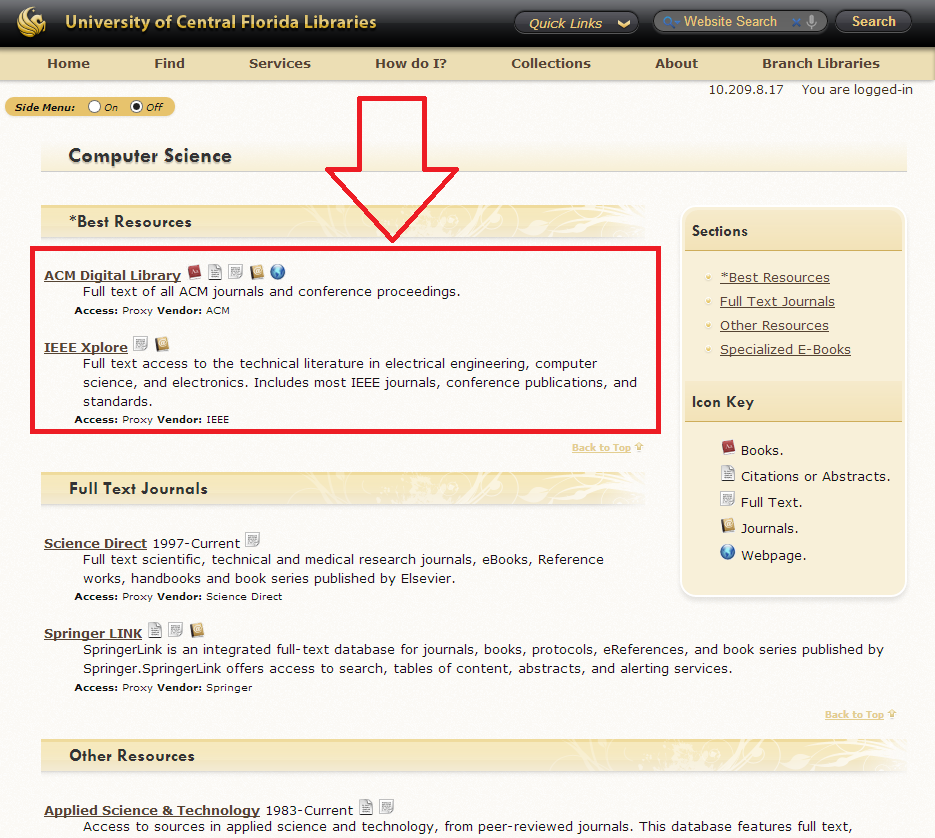 University of Central Florida Libraries
Quick Links
Website Search
Search
Home Find Services How do I? Collections About Branch Libraries
10.209.8.17 You are logged-in
Side Menu: On Off
Computer Science
*Best Resources
ACM Digital Library
Full text of all ACM journals and conference proceedings.
Access: Proxy Vendor: ACM
IEEE Xplore
Full text access to the technical literature in electrical engineering, computer
science, and electronics. Includes most IEEE journals, conference publications, and
standards.
Access: Proxy Vendor: IEEE
Back to Top
Full Text Journals
Science Direct 1997-Current
Full text scientific, technical and medical research journals, eBooks, Reference
works, handbooks and book series published by Elsevier.
Access: Proxy Vendor: Science Direct
Springer LINK
SpringerLink is an integrated full-text database for journals, books, protocols, eReferences, and book series published by
Springer.SpringerLink offers access to search, tables of content, abstracts, and alerting services.
Access: Proxy Vendor: Springer
Back to Top
Other Resources
Applied Science & Technology 1983-Current
Access to sources in applied science and technology, from peer-reviewed journals. This database features full text,
Sections
*Best Resources
Full Text Journals
Other Resources
Specialized E-Books
Icon Key
Books.
Citations or Abstracts.
Full Text.
Journals.
Webpage.